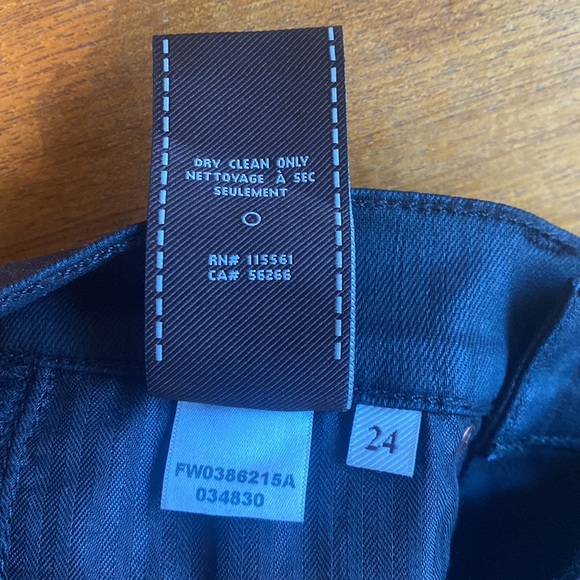 DRY CLEAN ONLY
NETTOYAGE À SEC
SEULEMENT
RN# 115561
CA# 56266
FW0386215A
034830
24